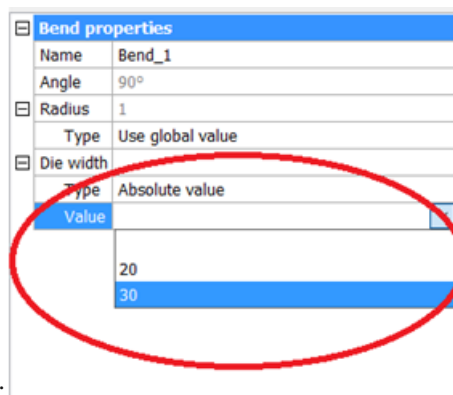 Bend properties
Name Bend_1
Angle 90°
Radius 1
Type Use global value
Die width
Type Absolute value
Value
20
30
.